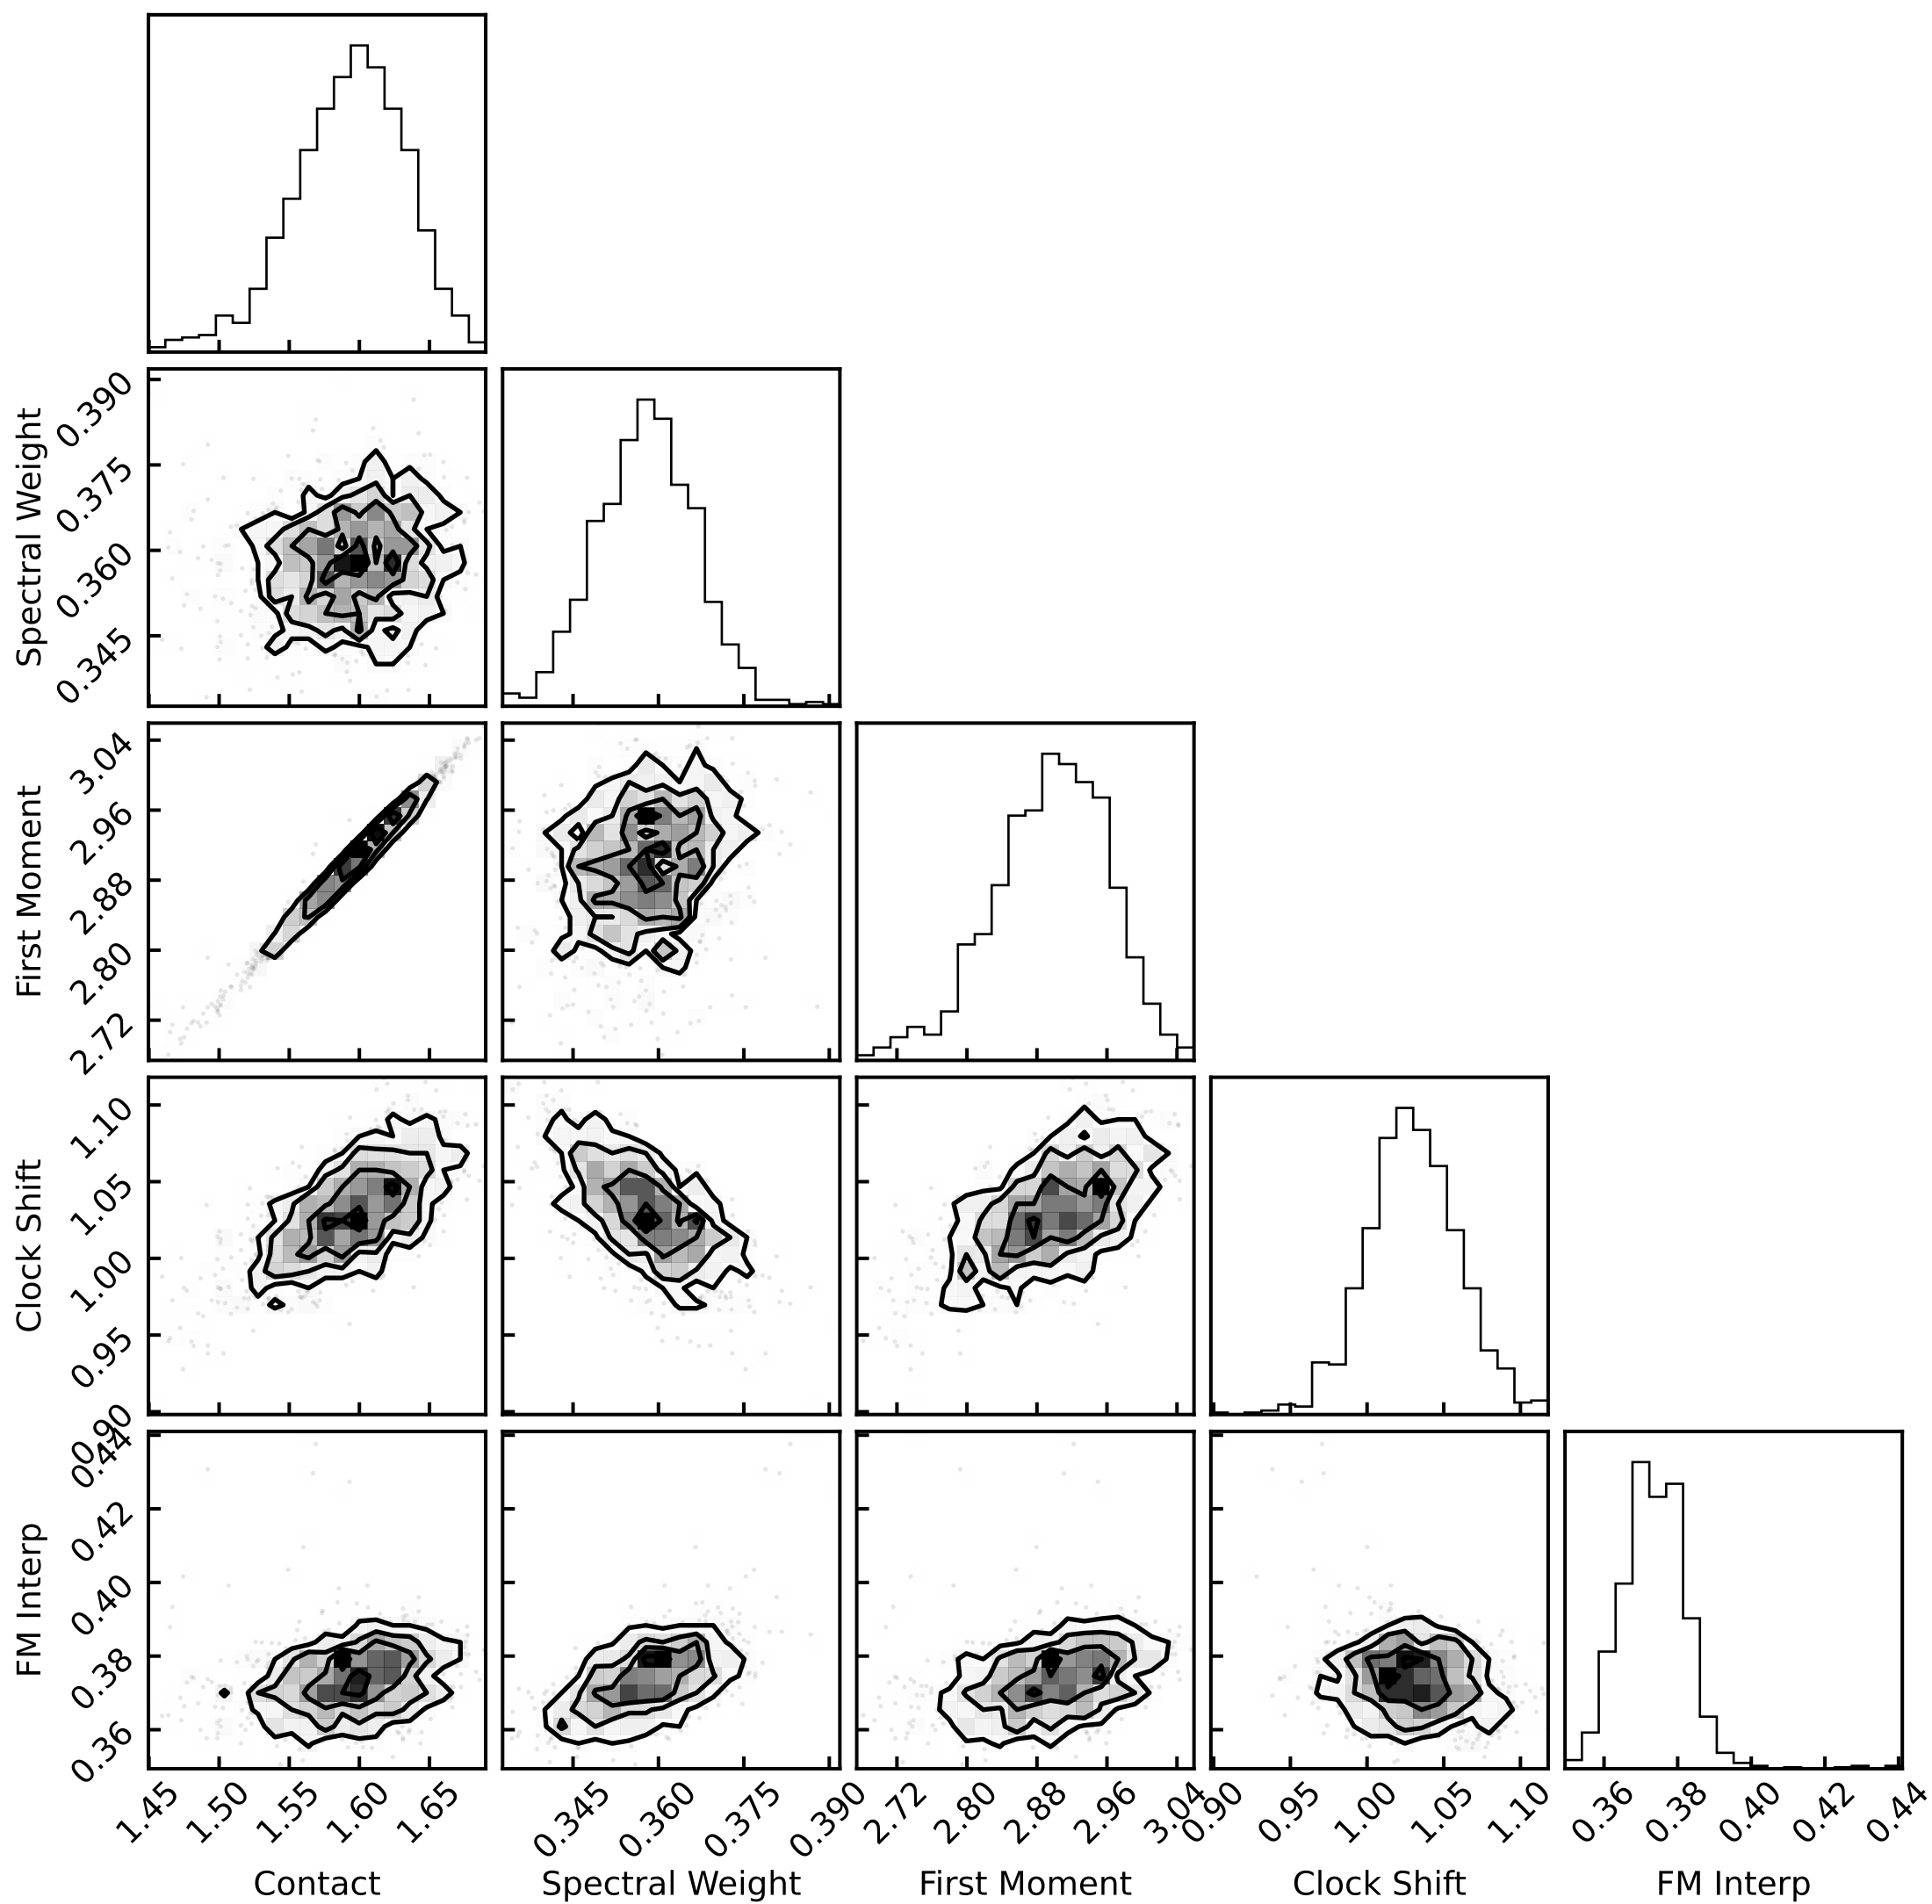 Spectral Weight
0.390
0.375
0.360
0.345
First Moment
3.04
2.96
2.88
2.80
2.72
Clock Shift
1.10
1.05
1.00
0.95
0.90
FM Interp
0.44
0.42
0.40
0.38
0.36
1.45 1.50 1.55 1.60 1.65
0.345 0.360 0.375 0.390
2.72 2.80 2.88 2.96 3.04
0.90 0.95 1.00 1.05 1.10
0.36 0.38 0.40 0.42 0.44
Contact Spectral Weight First Moment Clock Shift FM Interp